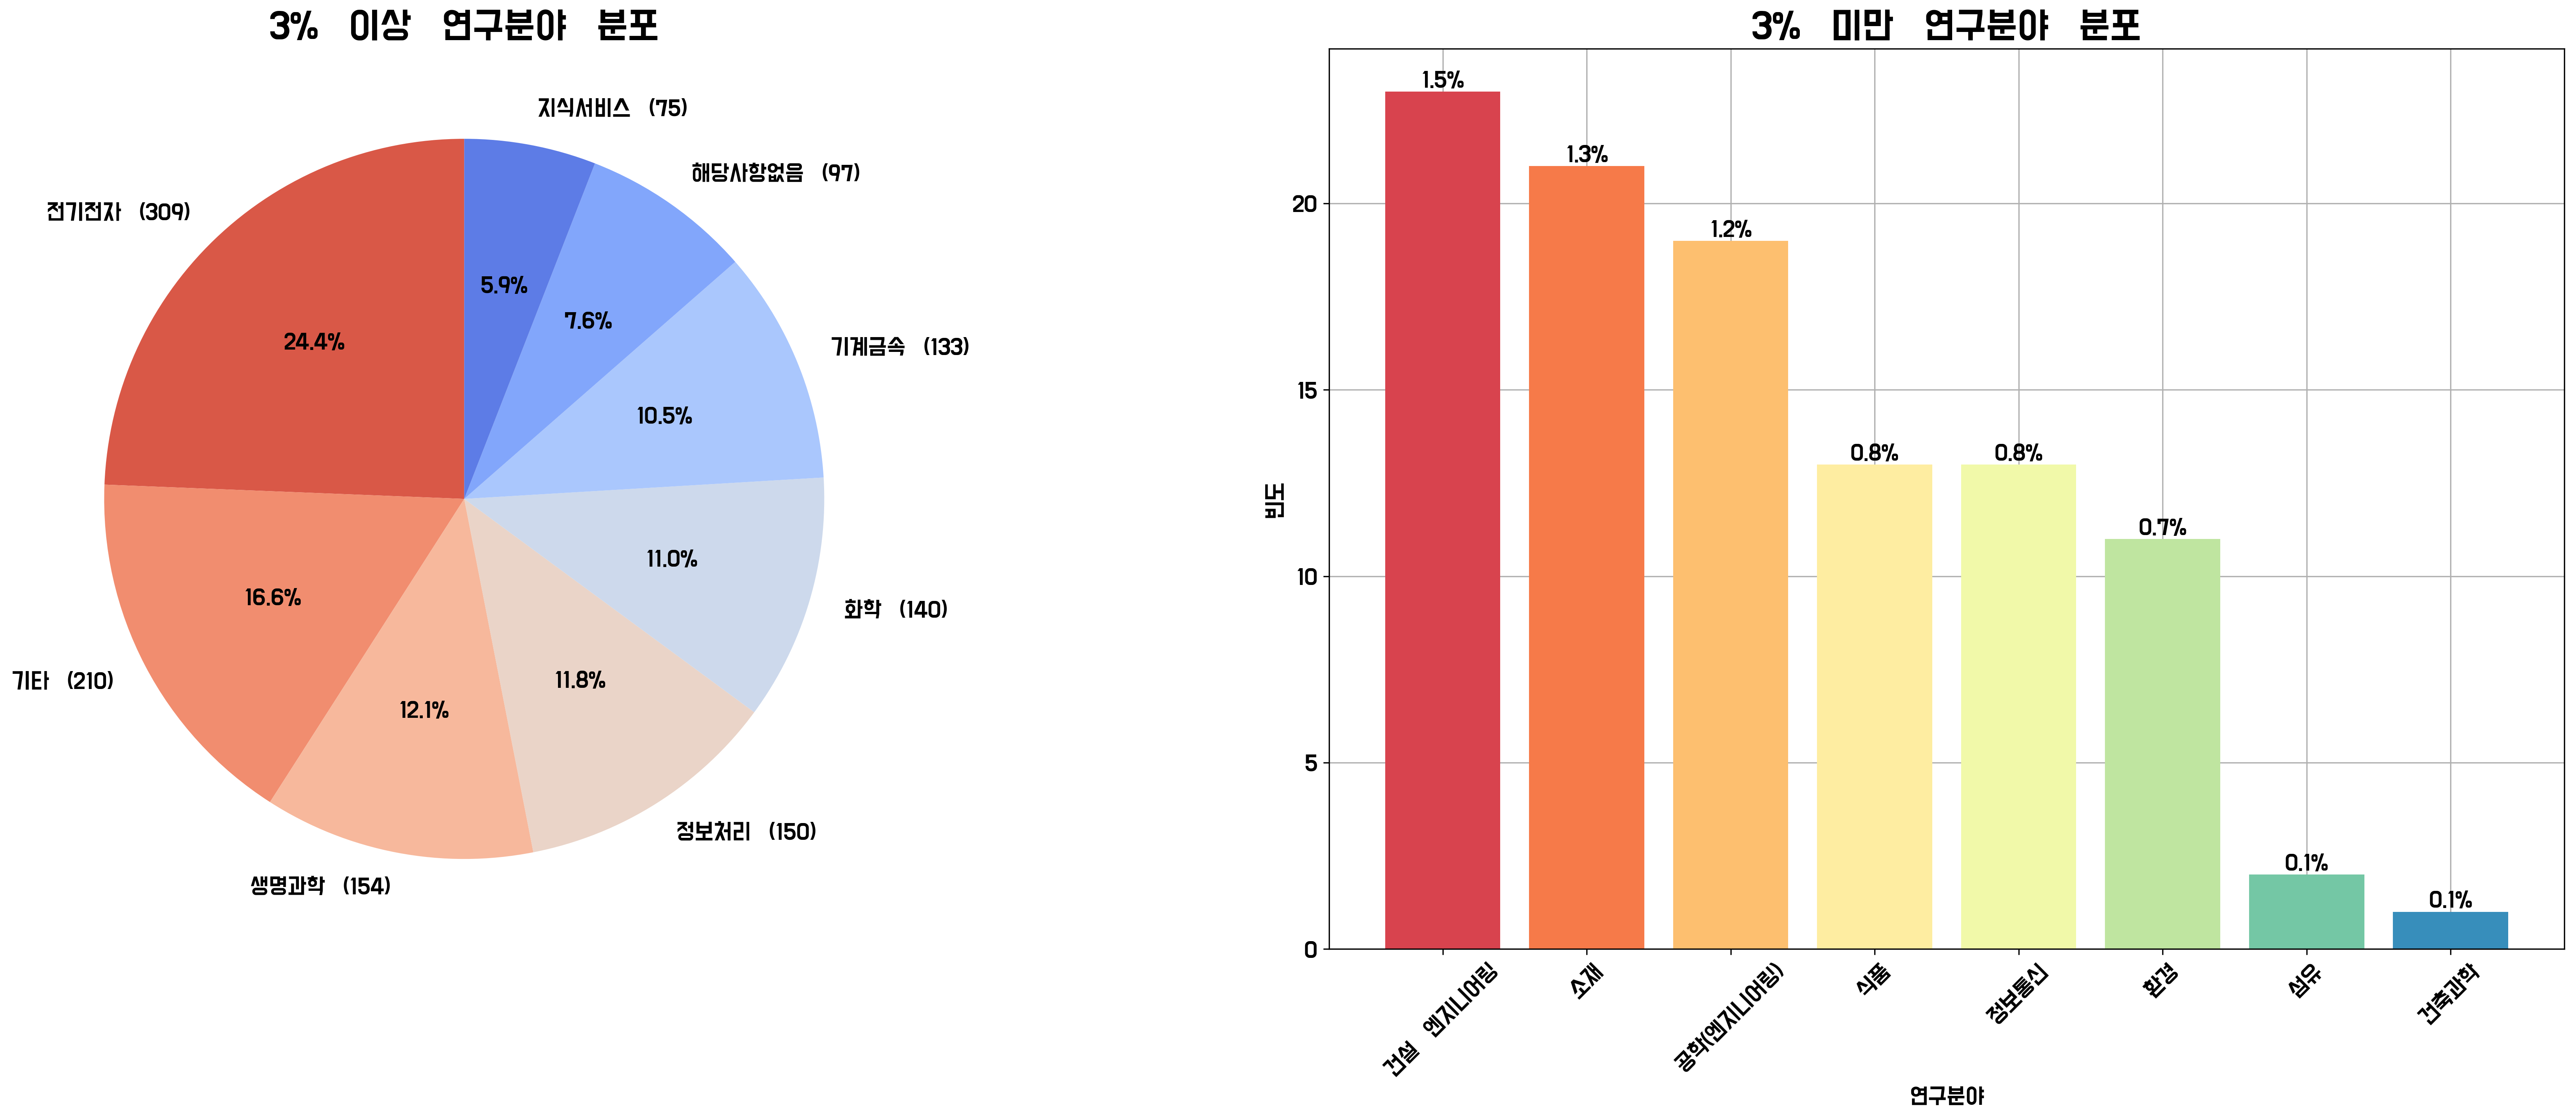 3% 이상 연구분야 분포
지식서비스 (75)
해당사항없음 (97)
전기전자 (309)
5.9%
7.6%
24.4%
기계금속 (133)
10.5%
11.0%
16.6%
화학 (140)
11.8%
기타 (210)
12.1%
정보처리 (150)
생명과학 (154)
3% 미만 연구분야 분포
1.5%
1.3%
1.2%
0.8%
0.8%
0.7%
0.1%
0.1%
20
15
10
5
0
빈도
건설 엔지니어링
소재
공학(엔지니어링)
식품
정보통신
환경
섬유
건축과학
연구분야